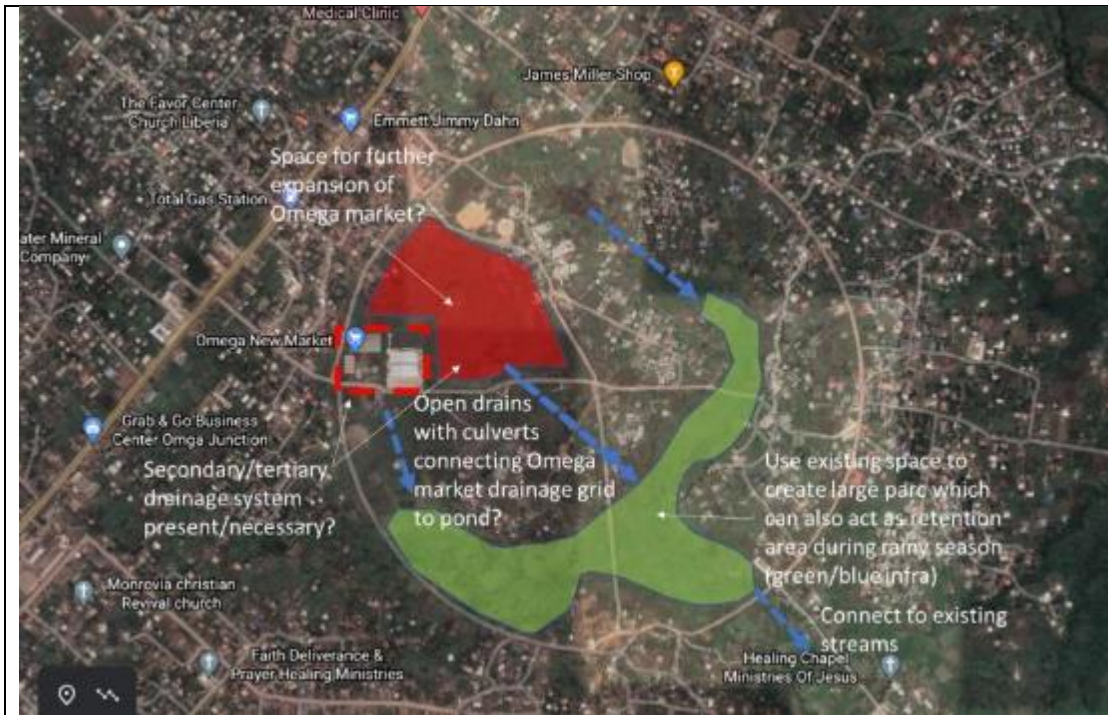 Medical Clinic
James Miller Shop
The Favor Center
Church Liberia
Emmett Jimmy Dahn
Space for further
expansion of
Omega market?
Total Gas Station
ater Mineral
Company
Omega New Market
Grab & Go Business
Center Omga Junction
Open drains
with culverts
connecting Omega
market drainage grid
to pond?
Secondary/tertiary
drainage system
present/necessary?
Use existing space to
create large parc which
can also act as retention
area during rainy season
(green/blue infra)
Connect to existing
streams
Monrovia christian
Revival church
Faith Deliverance &
Prayer Healing Ministries
Healing Chapel
Ministries Of Jesus